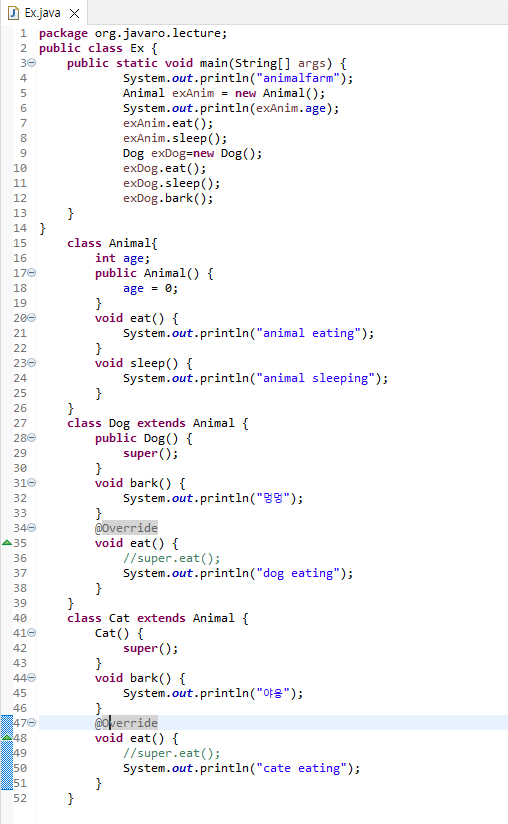 Ex.java
1 package org.javaro.lecture;
2 public class Ex {
3 public static void main(String[] args) {
4 System.out.println("animalfarm");
5 Animal exAnim = new Animal();
6 System.out.println(exAnim.age);
7 exAnim.eat();
8 exAnim.sleep();
9 Dog exDog=new Dog();
10 exDog.eat();
11 exDog.sleep();
12 exDog.bark();
13 }
14 }
15 class Animal{
16 int age;
17 public Animal() {
18 age = 0;
19 }
20 void eat() {
21 System.out.println("animal eating");
22 }
23 void sleep() {
24 System.out.println("animal sleeping");
25 }
26 }
27 class Dog extends Animal {
28 public Dog() {
29 super();
30 }
31 void bark() {
32 System.out.println("멍멍");
33 }
34 @Override
35 void eat() {
36 //super.eat();
37 System.out.println("dog eating");
38 }
39 }
40 class Cat extends Animal {
41 Cat() {
42 super();
43 }
44 void bark() {
45 System.out.println("야옹");
46 }
47 @Override
48 void eat() {
49 //super.eat();
50 System.out.println("cate eating");
51 }
52 }